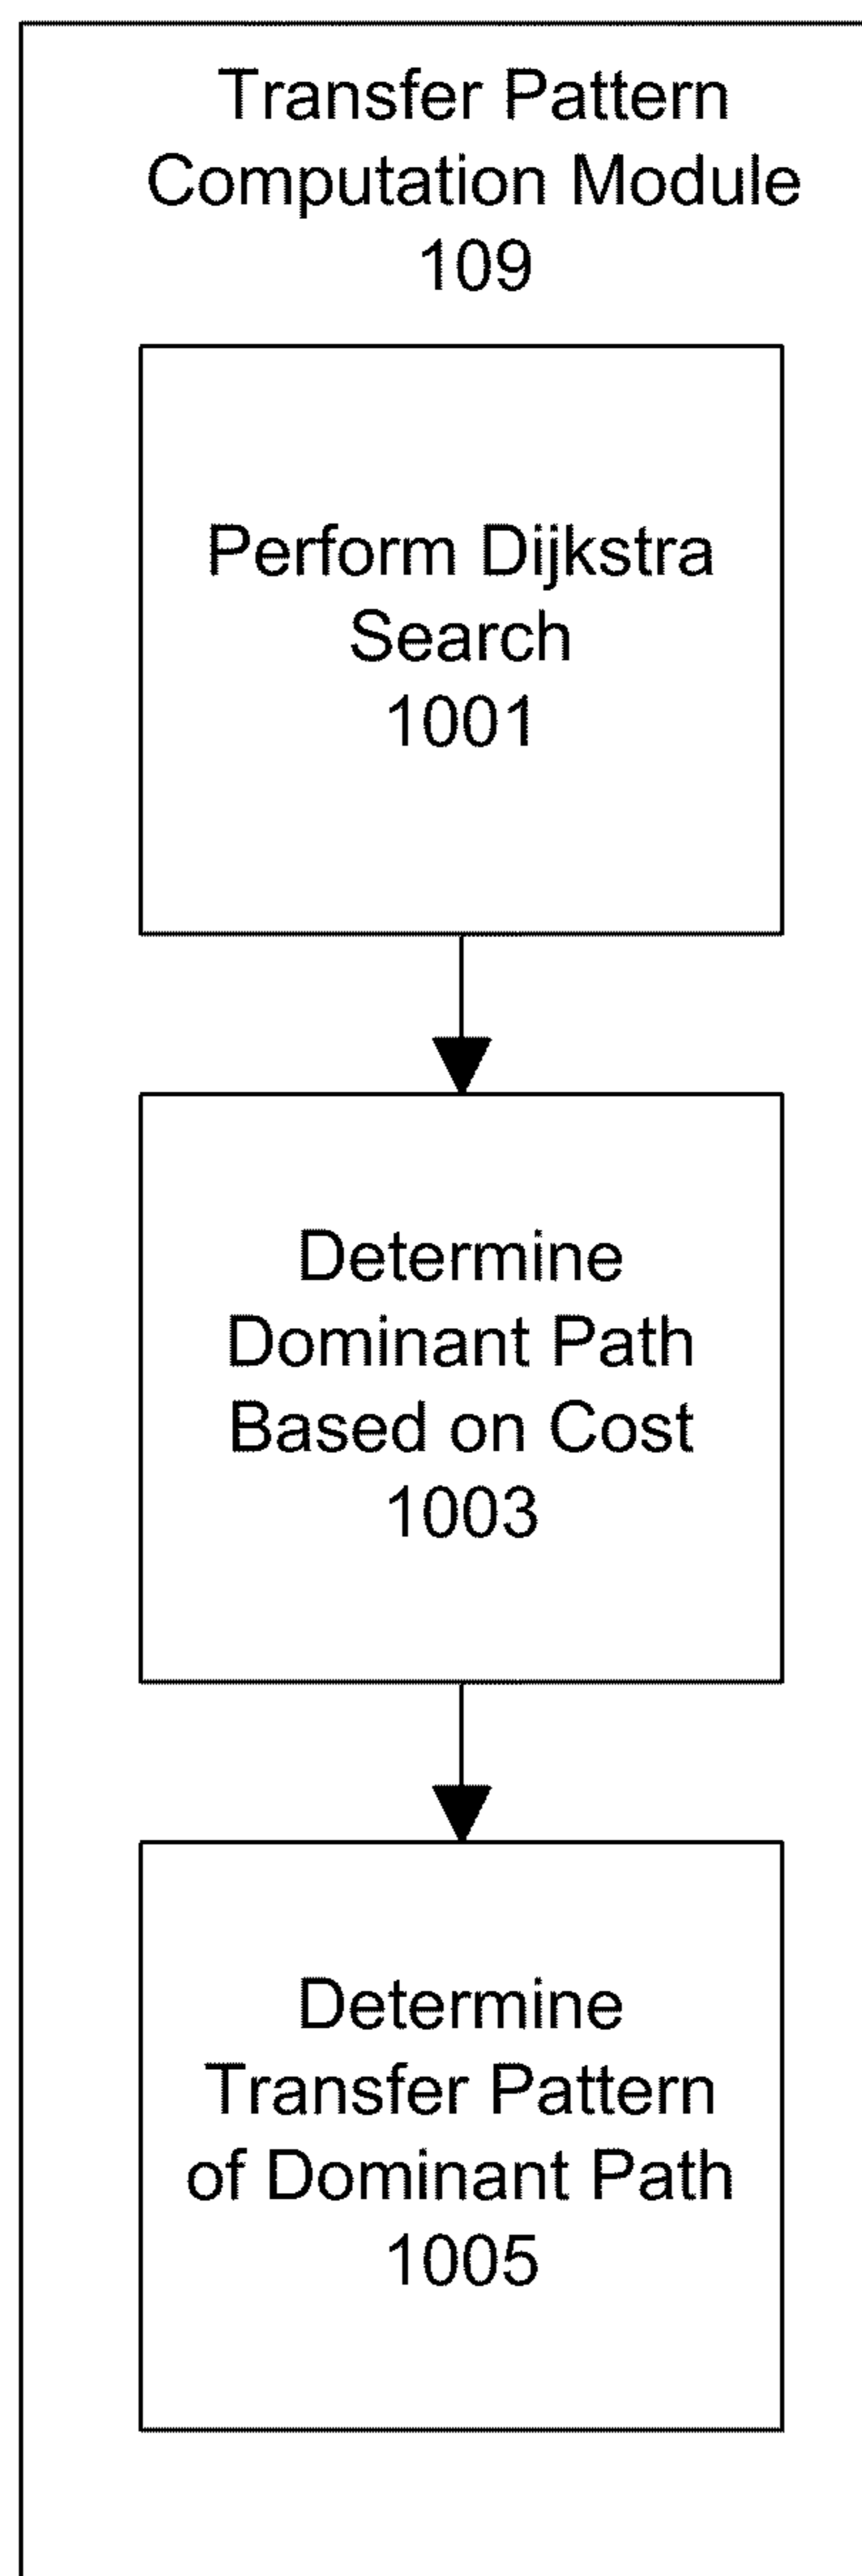 Transfer Pattern
Computation Module
109
Perform Dijkstra
Search
1001
Determine
Dominant Path
Based on Cost
1003
Determine
Transfer Pattern
of Dominant Path
1005